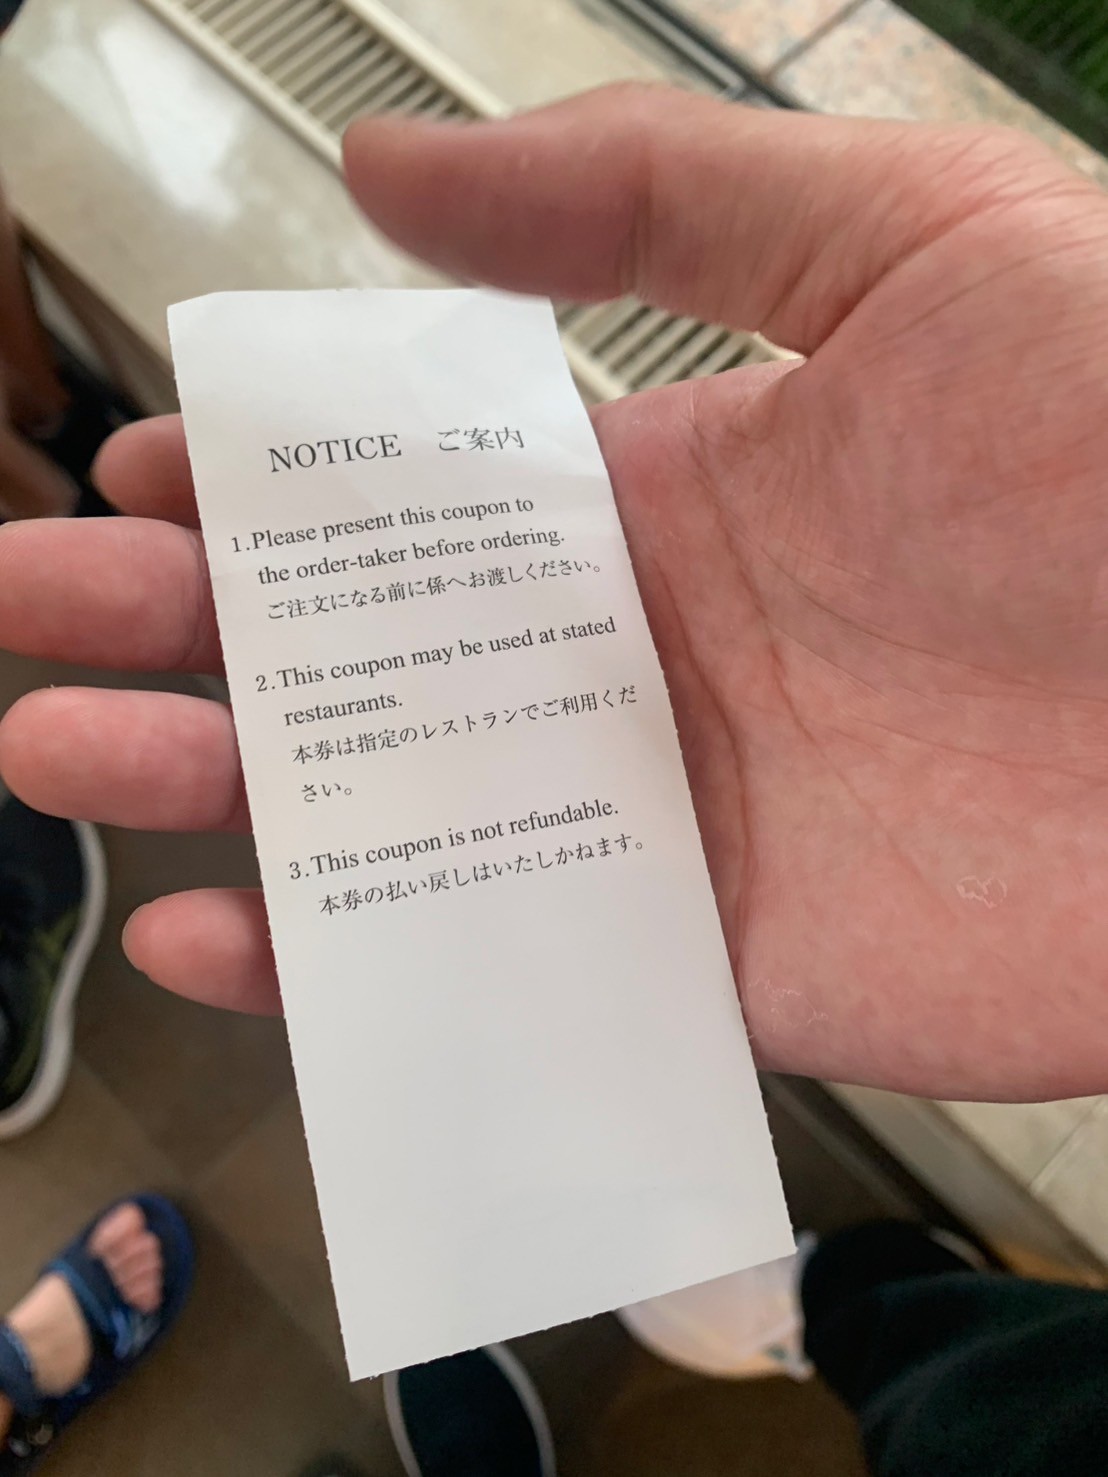 NOTICE　ご案内
1.Please present this coupon to
the order-taker before ordering.
ご注文になる前に係へお渡しください。
2.This coupon may be used at stated
restaurants.
本券は指定のレストランでご利用くだ
さい。
3.This coupon is not refundable.
本券の払い戻しはいたしかねます。